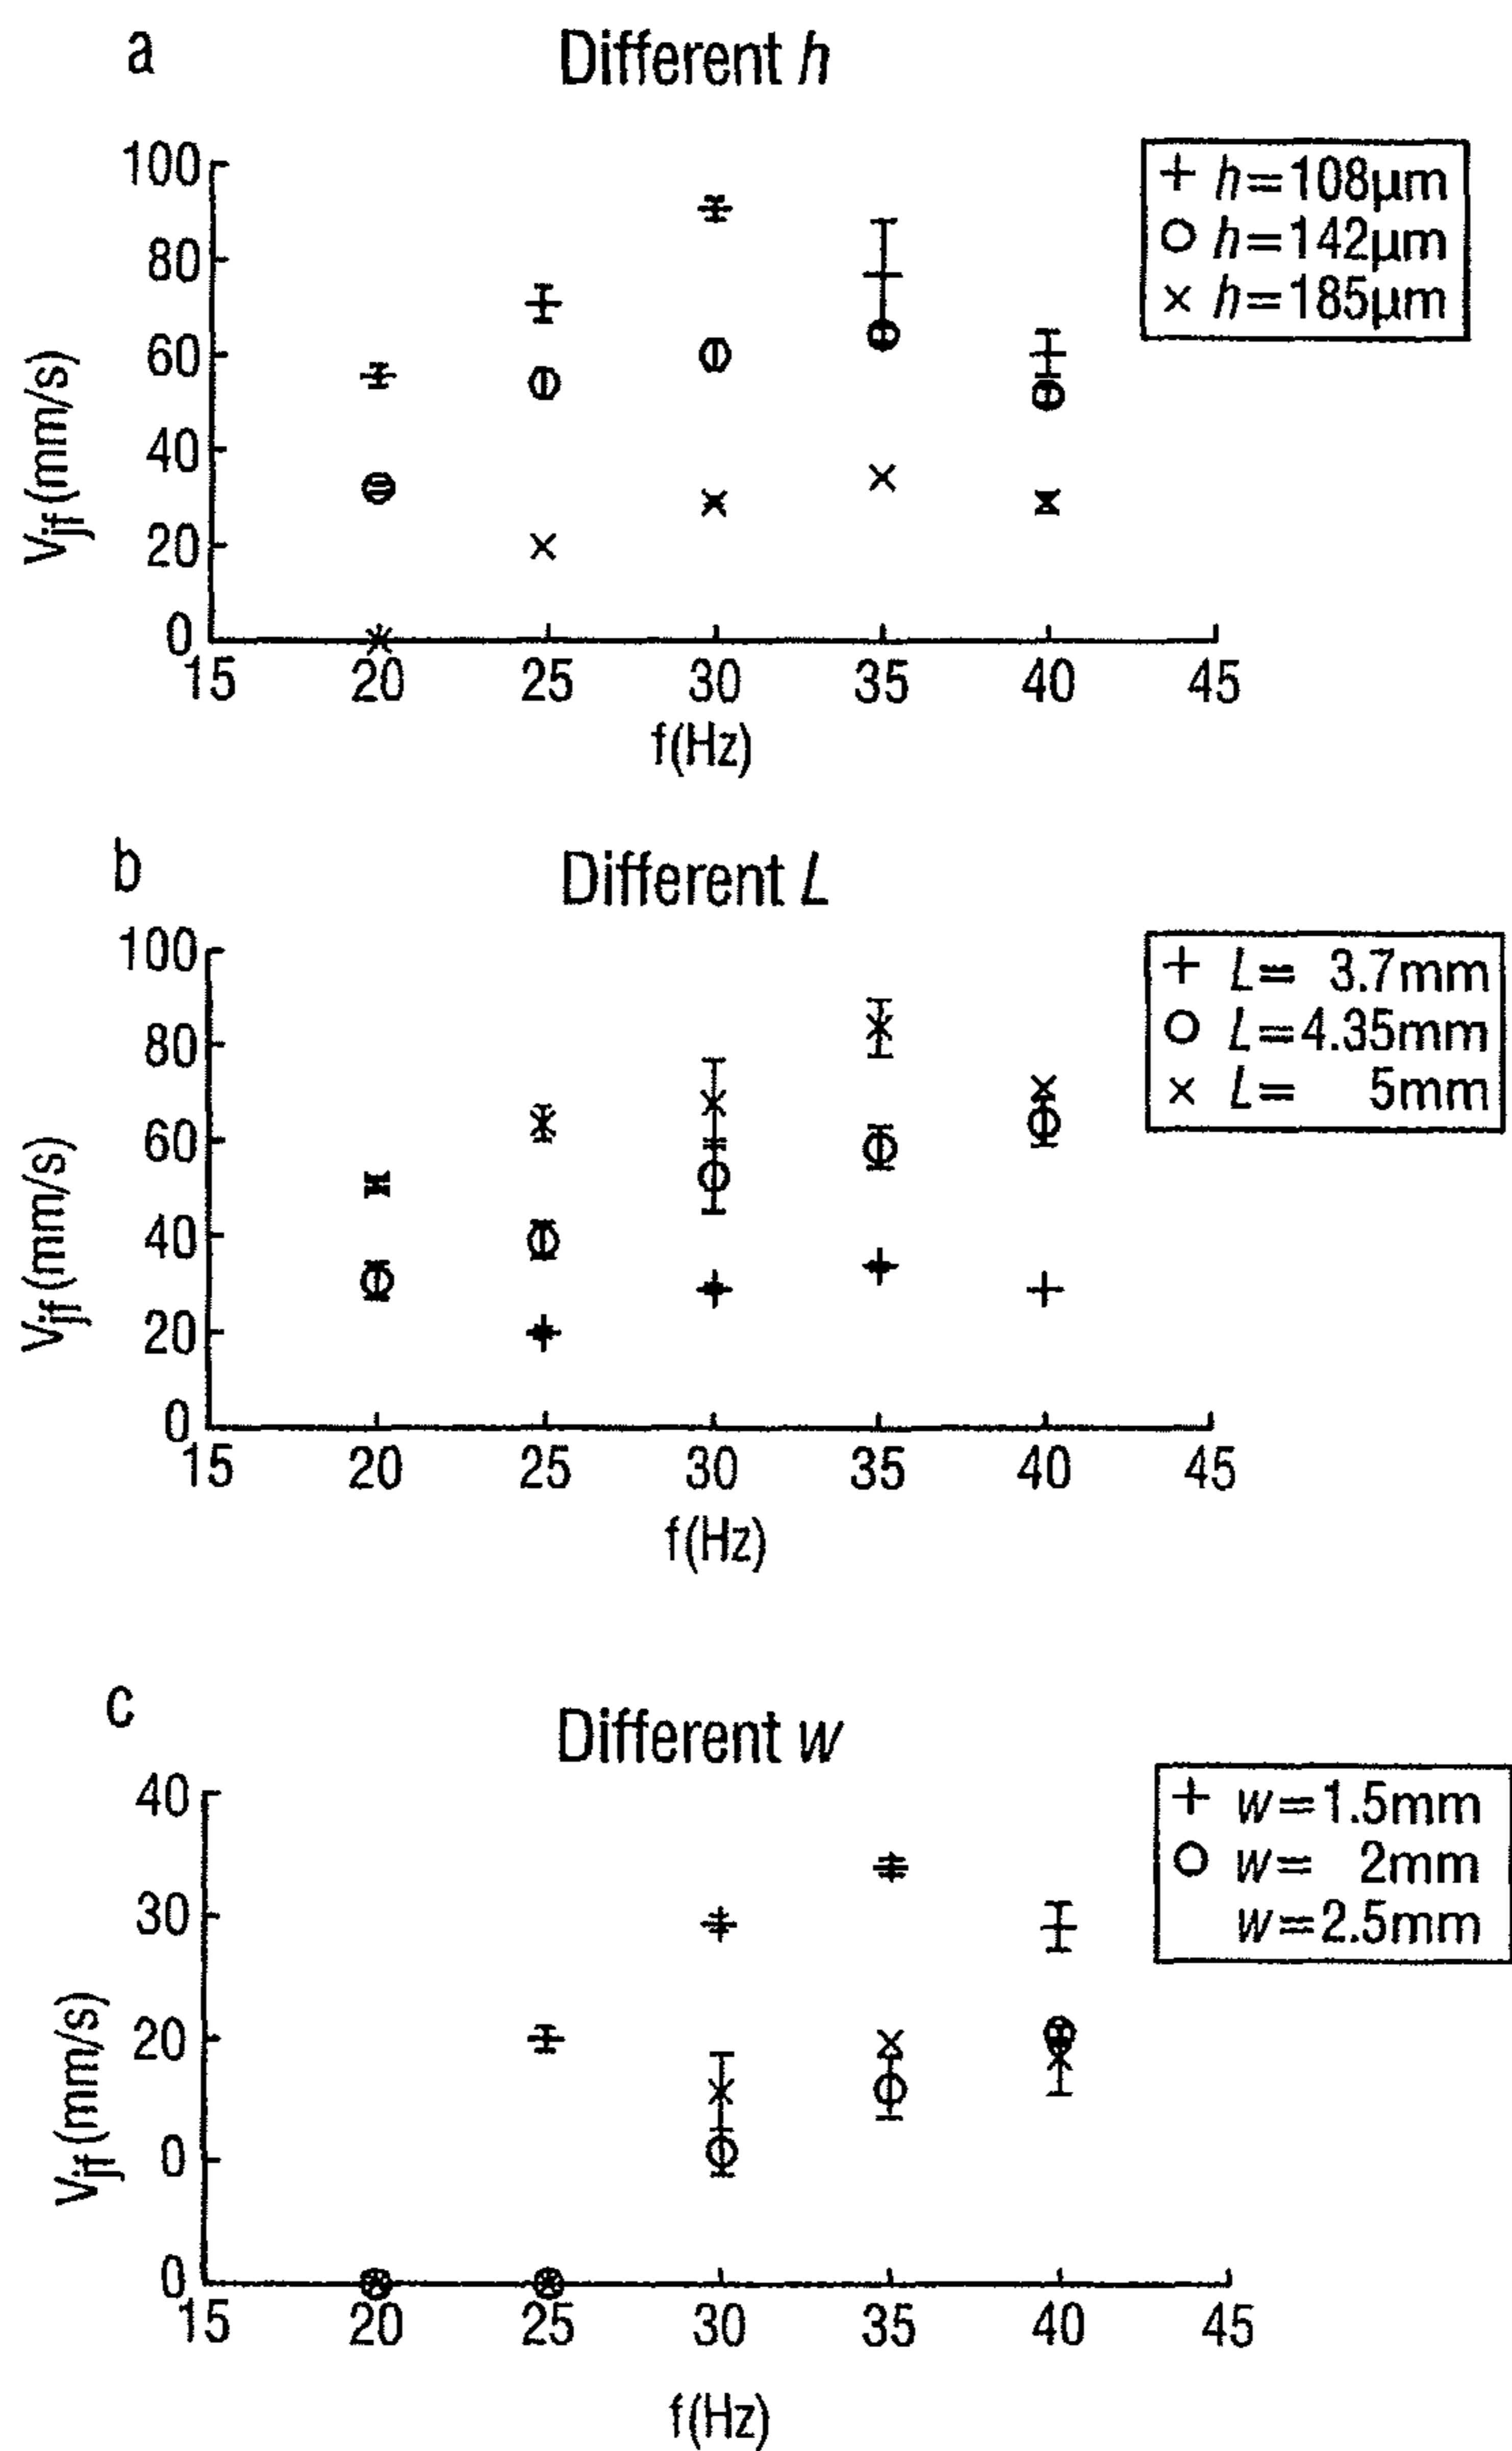 a
Different h
100
80
60
40
20
0
V_jf (mm/s)
15 20 25 30 35 40 45
f(Hz)
+ h=108μm
o h=142μm
× h=185μm
b
Different L
100
80
60
40
20
0
V_jf (mm/s)
15 20 25 30 35 40 45
f(Hz)
+ L= 3.7mm
o L=4.35mm
× L= 5mm
c
Different w
40
30
20
0
0
V_jf (mm/s)
15 20 25 30 35 40 45
f(Hz)
+ w=1.5mm
o w= 2mm
w=2.5mm